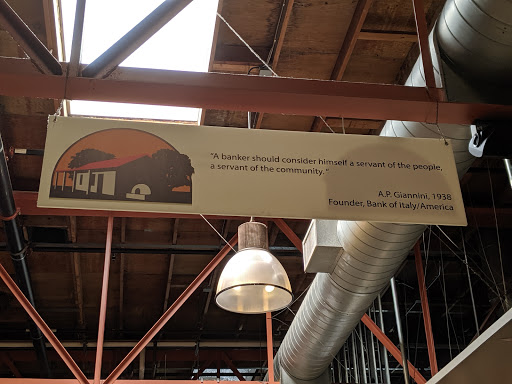 "A banker should consider himself a servant of the people,
a servant of the community."
A.P. Giannini, 1938
Founder, Bank of Italy/America